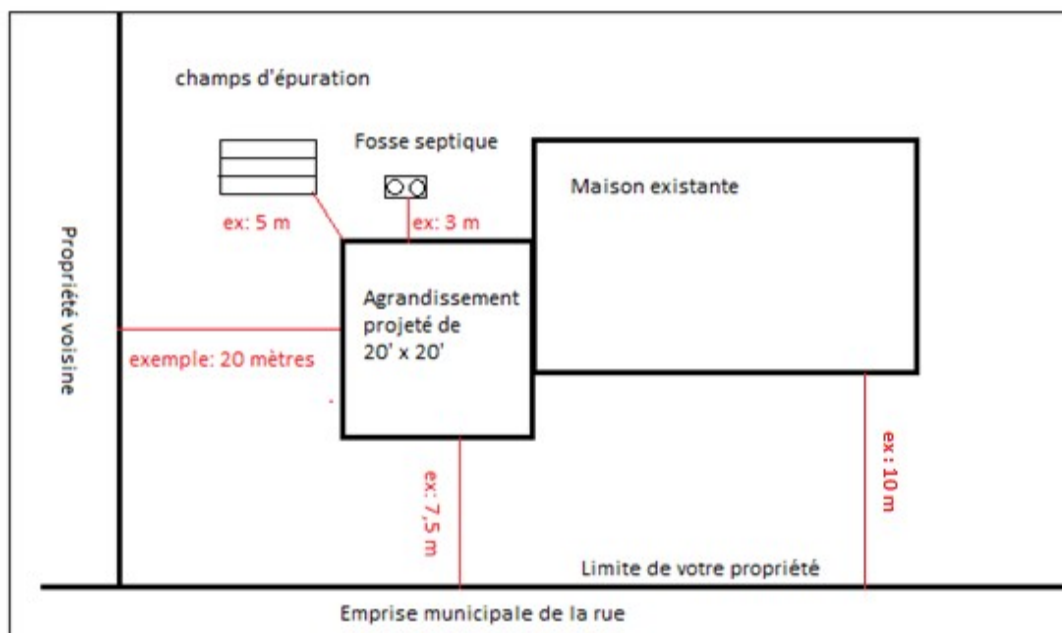 champs d'épuration
Fosse septique
Maison existante
ex: 5 m
ex: 3 m
Propriété voisine
Agrandissement
projeté de
20' x 20'
exemple: 20 mètres
ex: 7,5 m
ex : 10 m
Limite de votre propriété
Emprise municipale de la rue